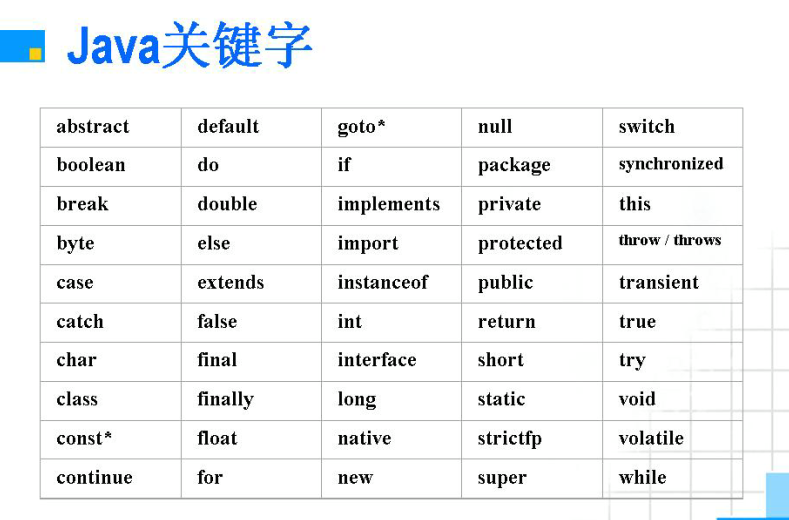 Java关键字
abstract default goto* null switch
boolean do if package synchronized
break double implements private this
byte else import protected throw / throws
case extends instanceof public transient
catch false int return true
char final interface short try
class finally long static void
const* float native strictfp volatile
continue for new super while